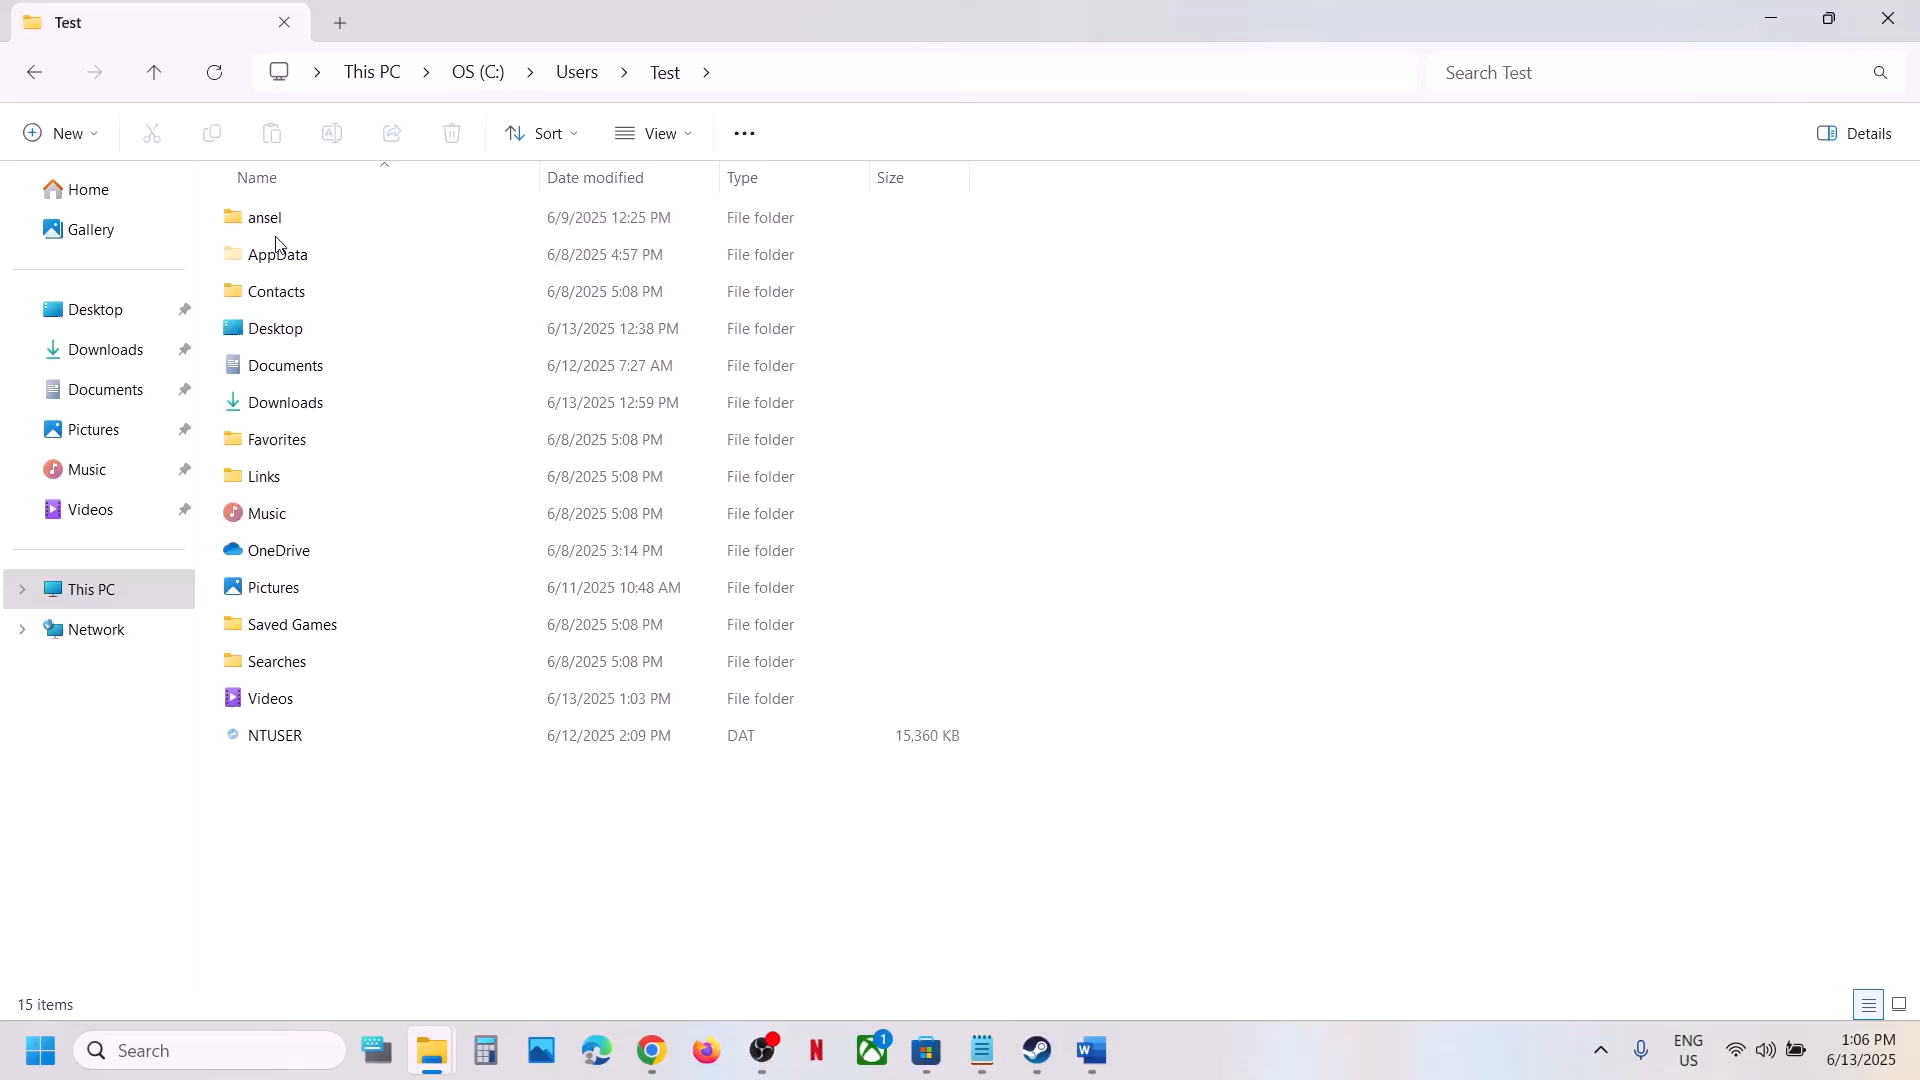 Test
This PC > OS (C:) > Users > Test >
Search Test
New
Sort
View
Details
Name Date modified Type Size
Home
Gallery
Desktop
Downloads
Documents
Pictures
Music
Videos
This PC
Network
ansel 6/9/2025 12:25 PM File folder
AppData 6/8/2025 4:57 PM File folder
Contacts 6/8/2025 5:08 PM File folder
Desktop 6/13/2025 12:38 PM File folder
Documents 6/12/2025 7:27 AM File folder
Downloads 6/13/2025 12:59 PM File folder
Favorites 6/8/2025 5:08 PM File folder
Links 6/8/2025 5:08 PM File folder
Music 6/8/2025 5:08 PM File folder
OneDrive 6/8/2025 3:14 PM File folder
Pictures 6/11/2025 10:48 AM File folder
Saved Games 6/8/2025 5:08 PM File folder
Searches 6/8/2025 5:08 PM File folder
Videos 6/13/2025 1:03 PM File folder
NTUSER 6/12/2025 2:09 PM DAT 15,360 KB
15 items
Search
1
ENG
US
1:06 PM
6/13/2025